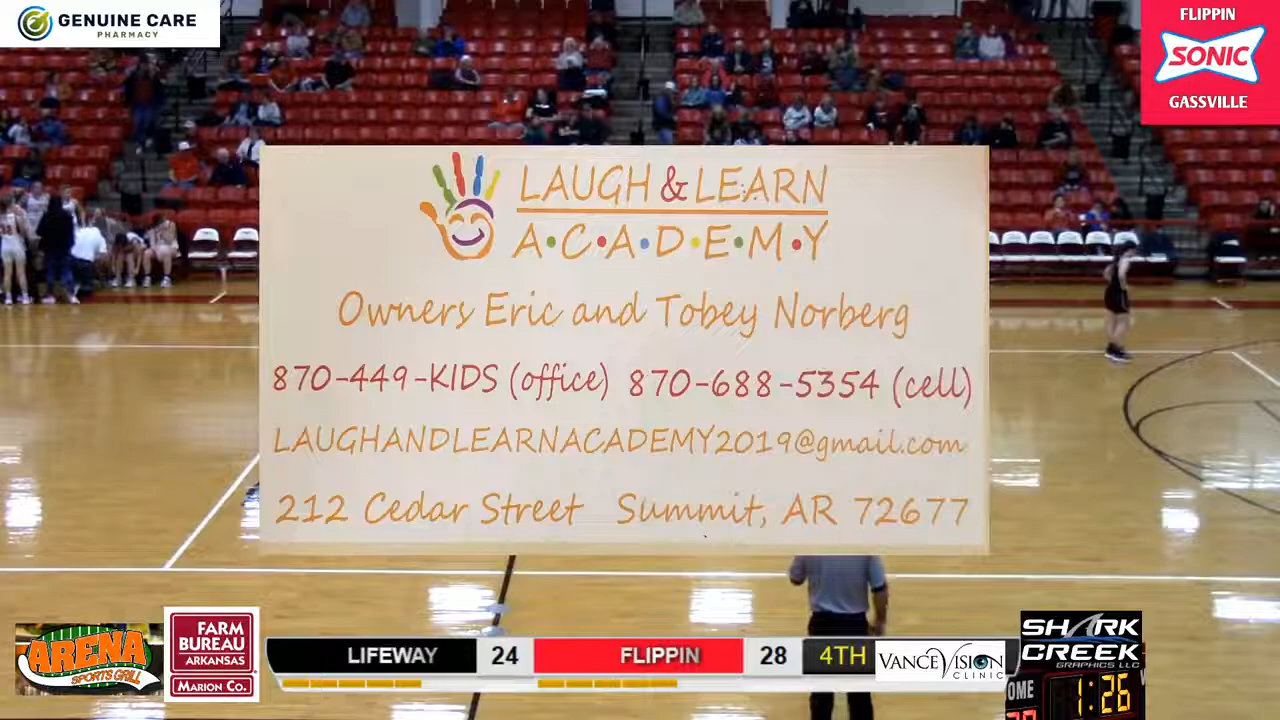 GENUINE CARE
PHARMACY
FLIPPIN
SONIC
GASSVILLE
LAUGH & LEARN
A•C•A•D•E•M•Y
Owners Eric and Tobey Norberg
870-449-KIDS (office) 870-688-5354 (cell)
LAUGHANDLEARNACADEMY2019@gmail.com
212 Cedar Street Summit, AR 72677
ARENA
SPORTS GRILL
FARM
BUREAU
ARKANSAS
MARION CO.
LIFEWAY 24 FLIPPIN 28 4TH
VANCE VISION
CLINIC
SHARK
CREEK
GRAPHICS LLC
1:26